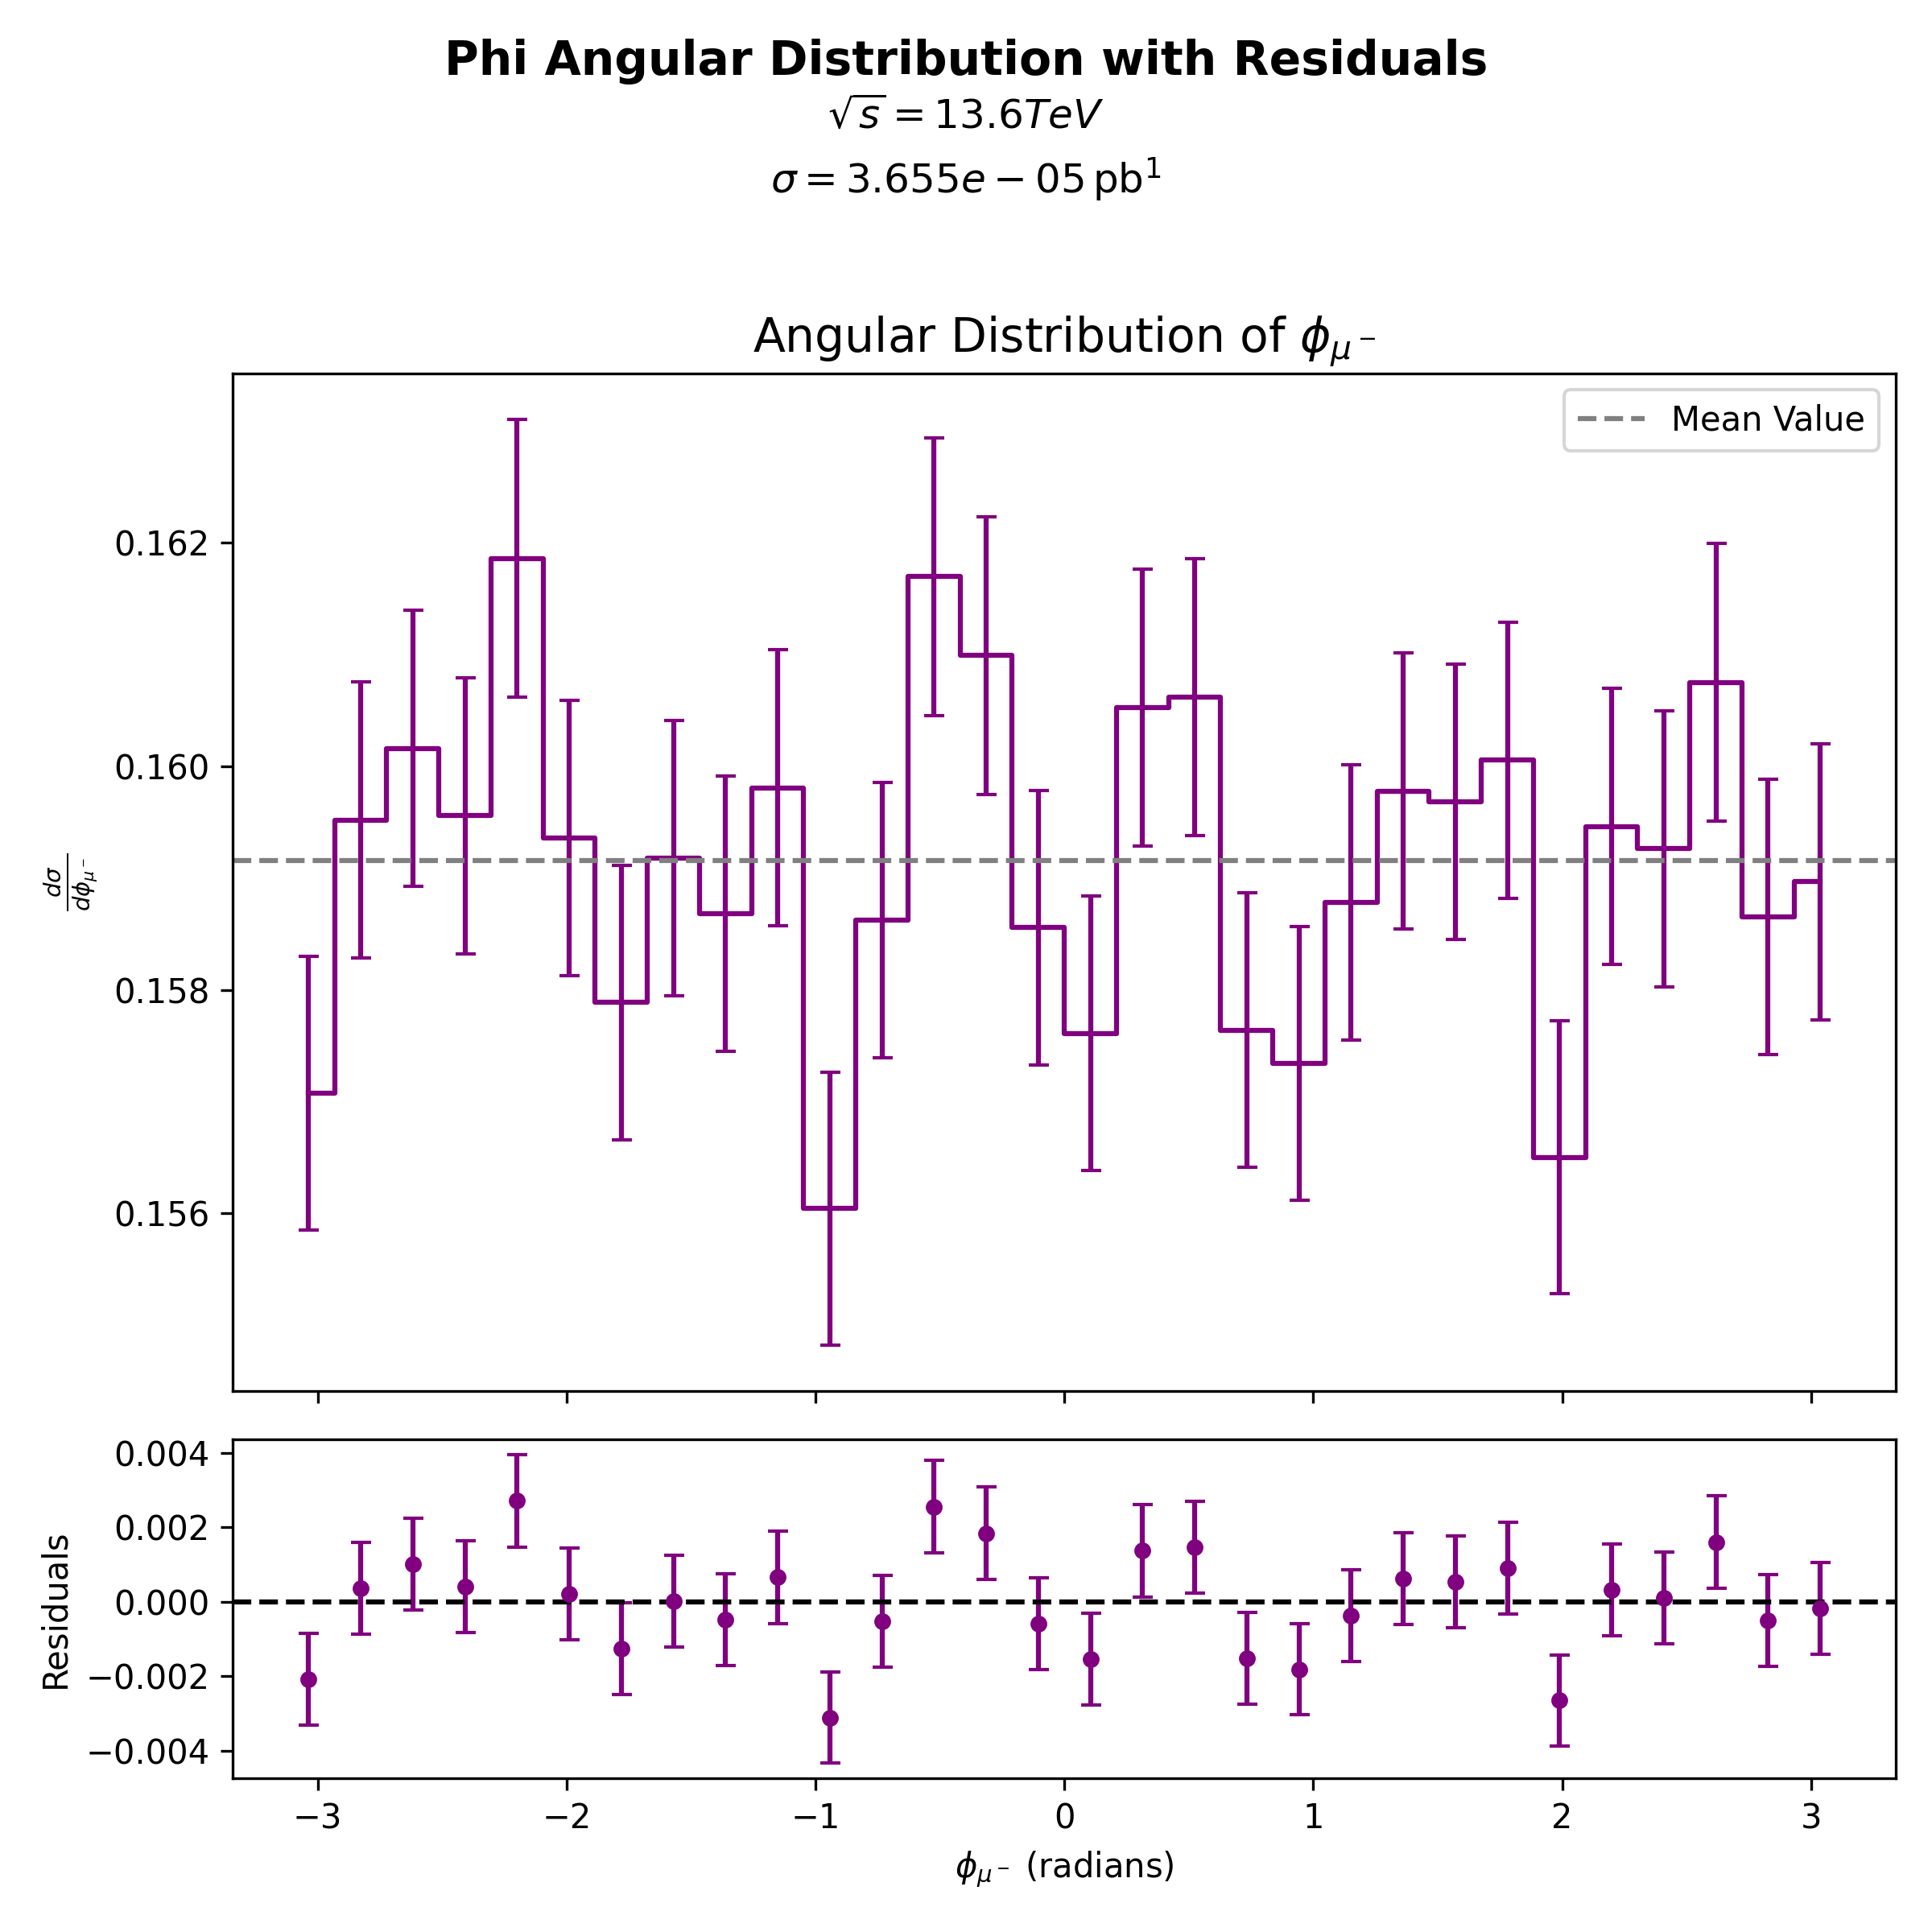 Phi Angular Distribution with Residuals
√s = 13.6TeV
σ = 3.655e − 05 pb¹
Angular Distribution of ϕμ⁻
Mean Value
0.162
0.160
0.158
0.156
dσ/dϕμ⁻
0.004
0.002
0.000
−0.002
−0.004
Residuals
−3 −2 −1 0 1 2 3
ϕμ⁻ (radians)